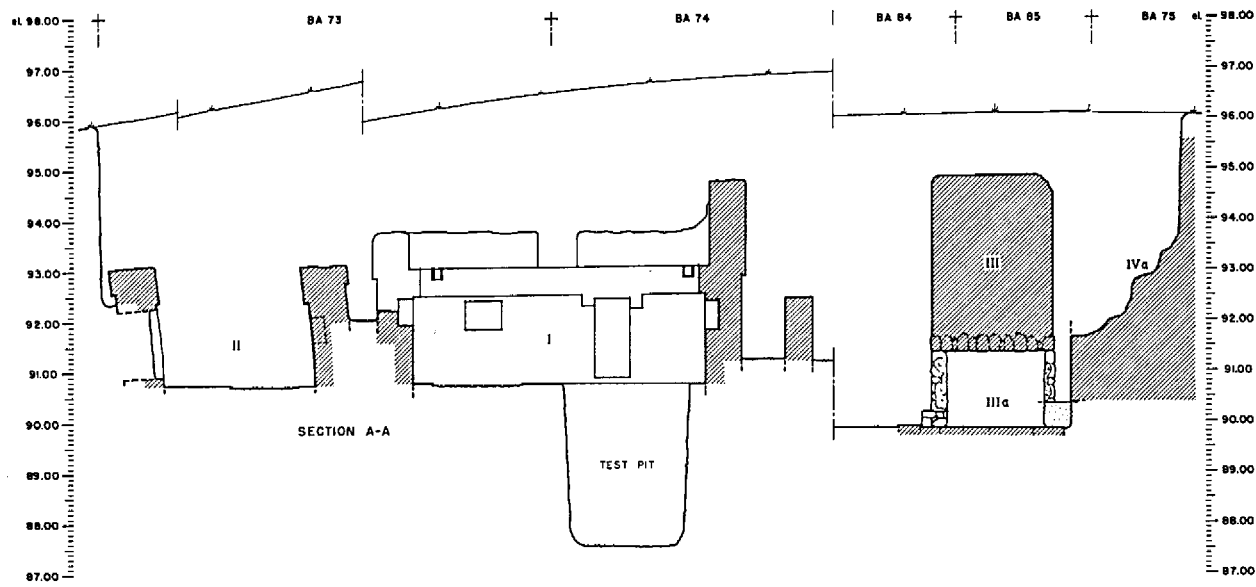 el. 98.00
BA 73
BA 74
BA 84
BA 85
BA 75
el. 98.00
97.00
97.00
96.00
96.00
95.00
95.00
94.00
94.00
93.00
93.00
III
IVa
92.00
92.00
II
I
91.00
91.00
IIIa
90.00
90.00
SECTION A-A
89.00
TEST PIT
89.00
88.00
88.00
87.00
87.00